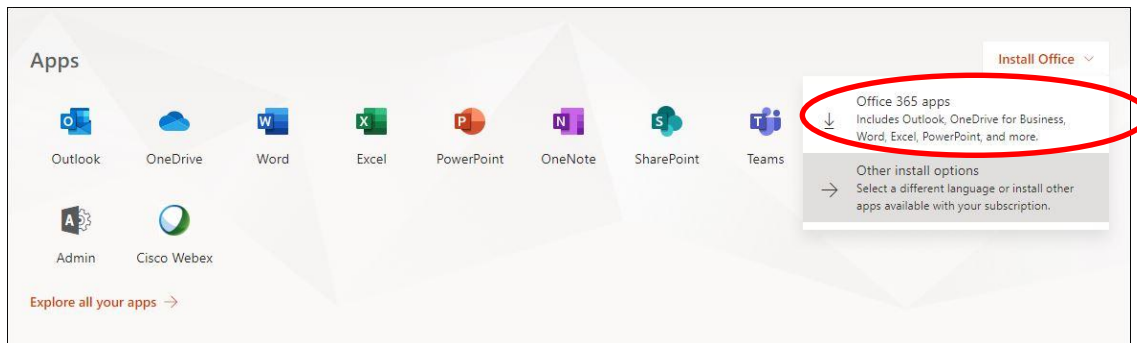 Apps
Install Office
Outlook
OneDrive
Word
Excel
PowerPoint
OneNote
SharePoint
Teams
Office 365 apps
Includes Outlook, OneDrive for Business,
Word, Excel, PowerPoint, and more.
Other install options
Select a different language or install other
apps available with your subscription.
Admin
Cisco Webex
Explore all your apps →